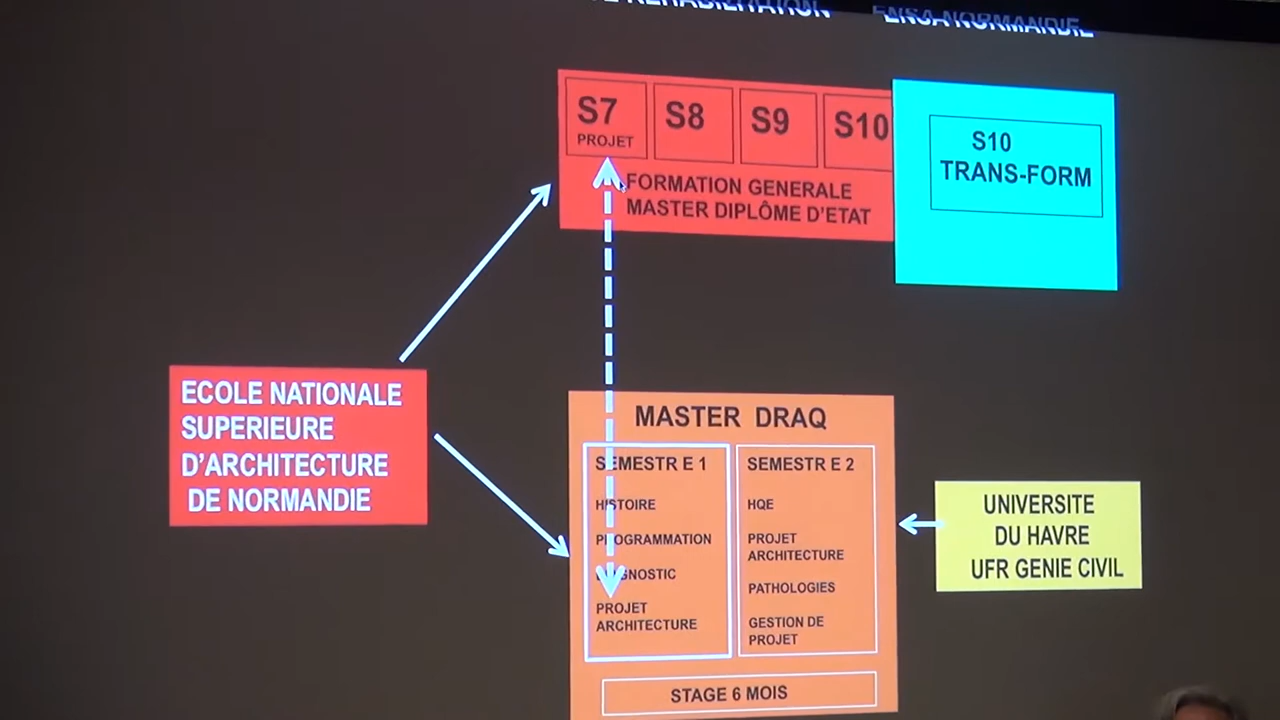 REHABILITATION
ENSA NORMANDIE
S7
PROJET
S8
S9
S10
FORMATION GENERALE
MASTER DIPLÔME D'ETAT
S10
TRANS-FORM
ECOLE NATIONALE
SUPERIEURE
D'ARCHITECTURE
DE NORMANDIE
MASTER DRAQ
SEMESTR E 1
HISTOIRE
PROGRAMMATION
DIAGNOSTIC
PROJET
ARCHITECTURE
SEMESTR E 2
HQE
PROJET
ARCHITECTURE
PATHOLOGIES
GESTION DE
PROJET
STAGE 6 MOIS
UNIVERSITE
DU HAVRE
UFR GENIE CIVIL